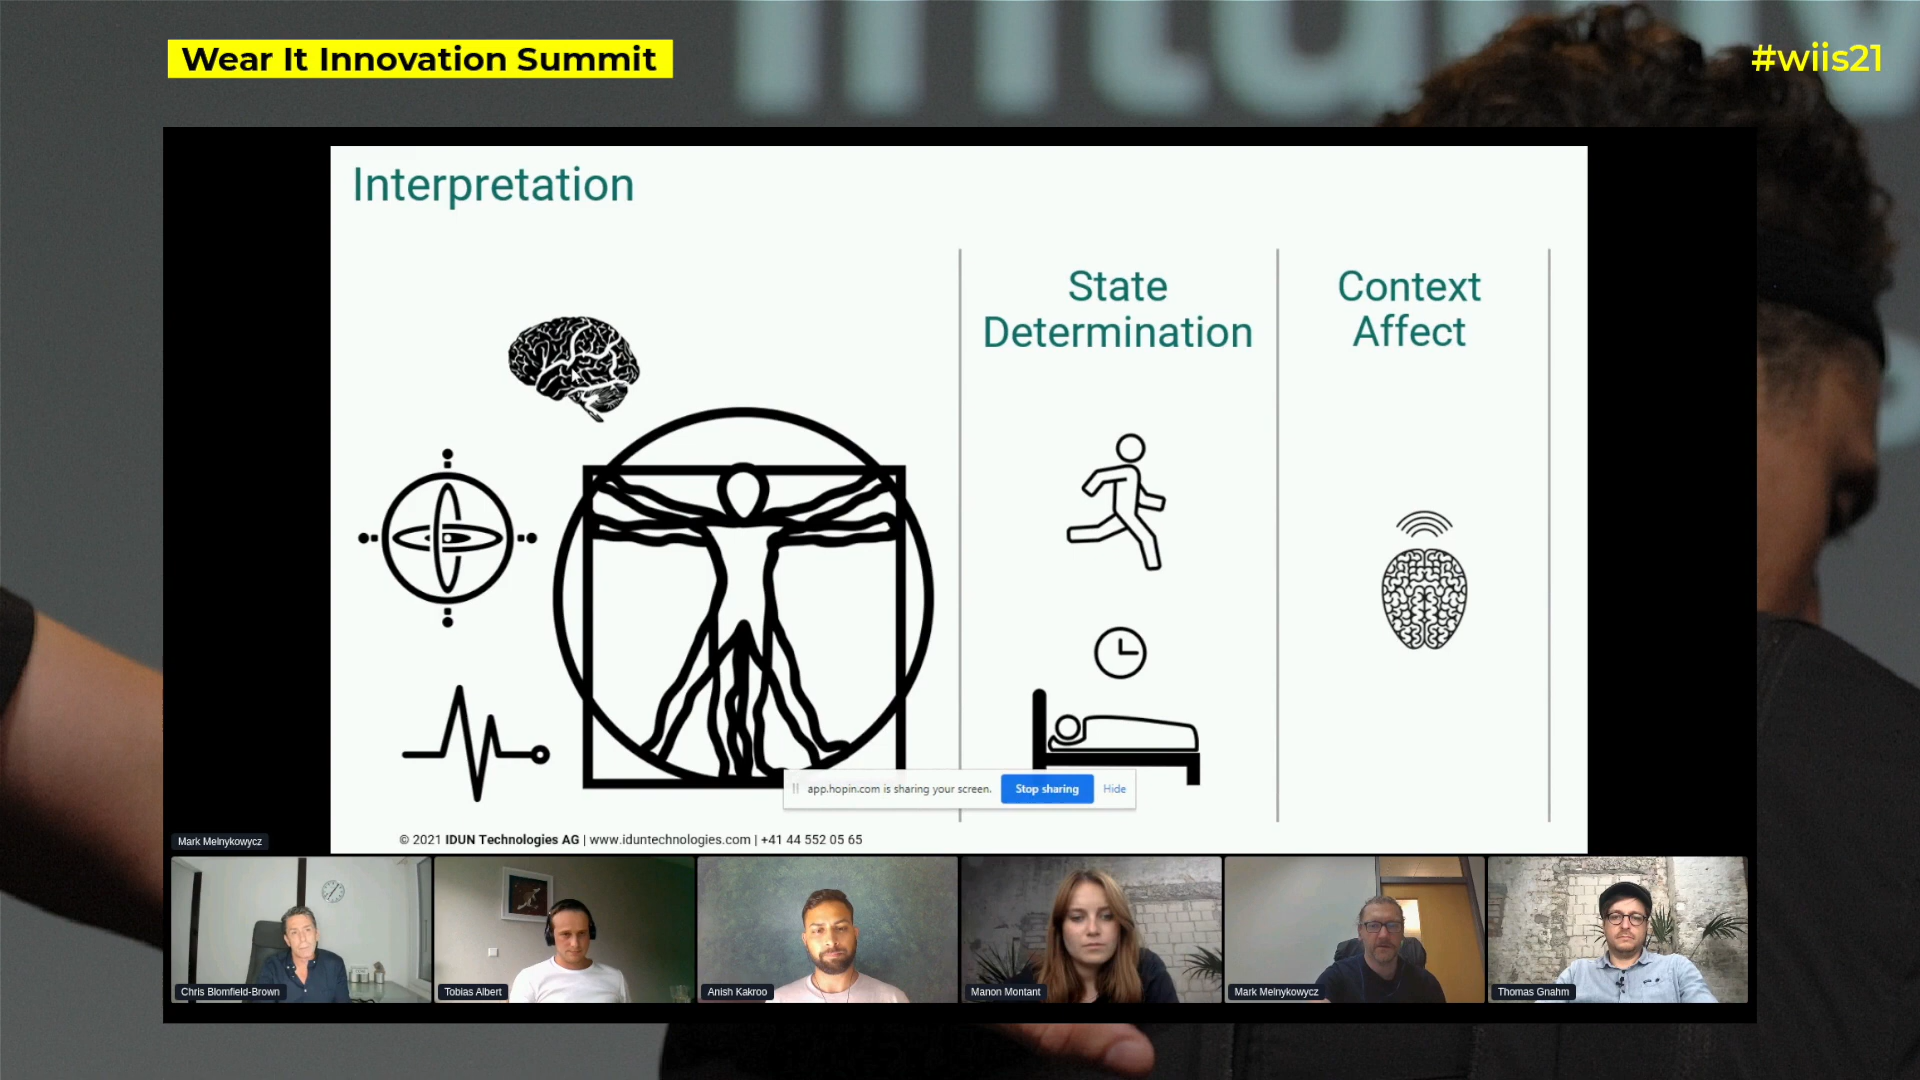 Wear It Innovation Summit
#wiis21
Interpretation
State
Determination
Context
Affect
app.hopin.com is sharing your screen.
Stop sharing
Hide
© 2021 IDUN Technologies AG | www.iduntechnologies.com | +41 44 552 05 65
Mark Melnykowycz
Chris Blomfield-Brown
Tobias Albert
Anish Kakroo
Manon Montant
Mark Melnykowycz
Thomas Gnahm